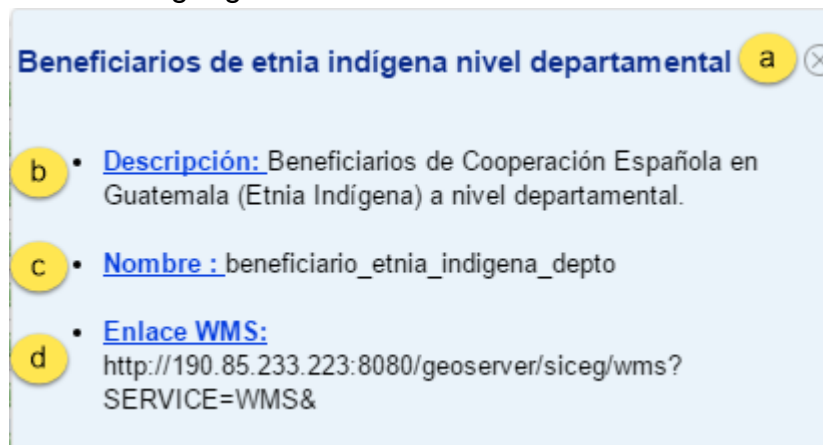 Beneficiarios de etnia indígena nivel departamental a
b • Descripción: Beneficiarios de Cooperación Española en
Guatemala (Etnia Indígena) a nivel departamental.
c • Nombre : beneficiario_etnia_indigena_depto
• Enlace WMS:
d http://190.85.233.223:8080/geoserver/siceg/wms?
SERVICE=WMS&